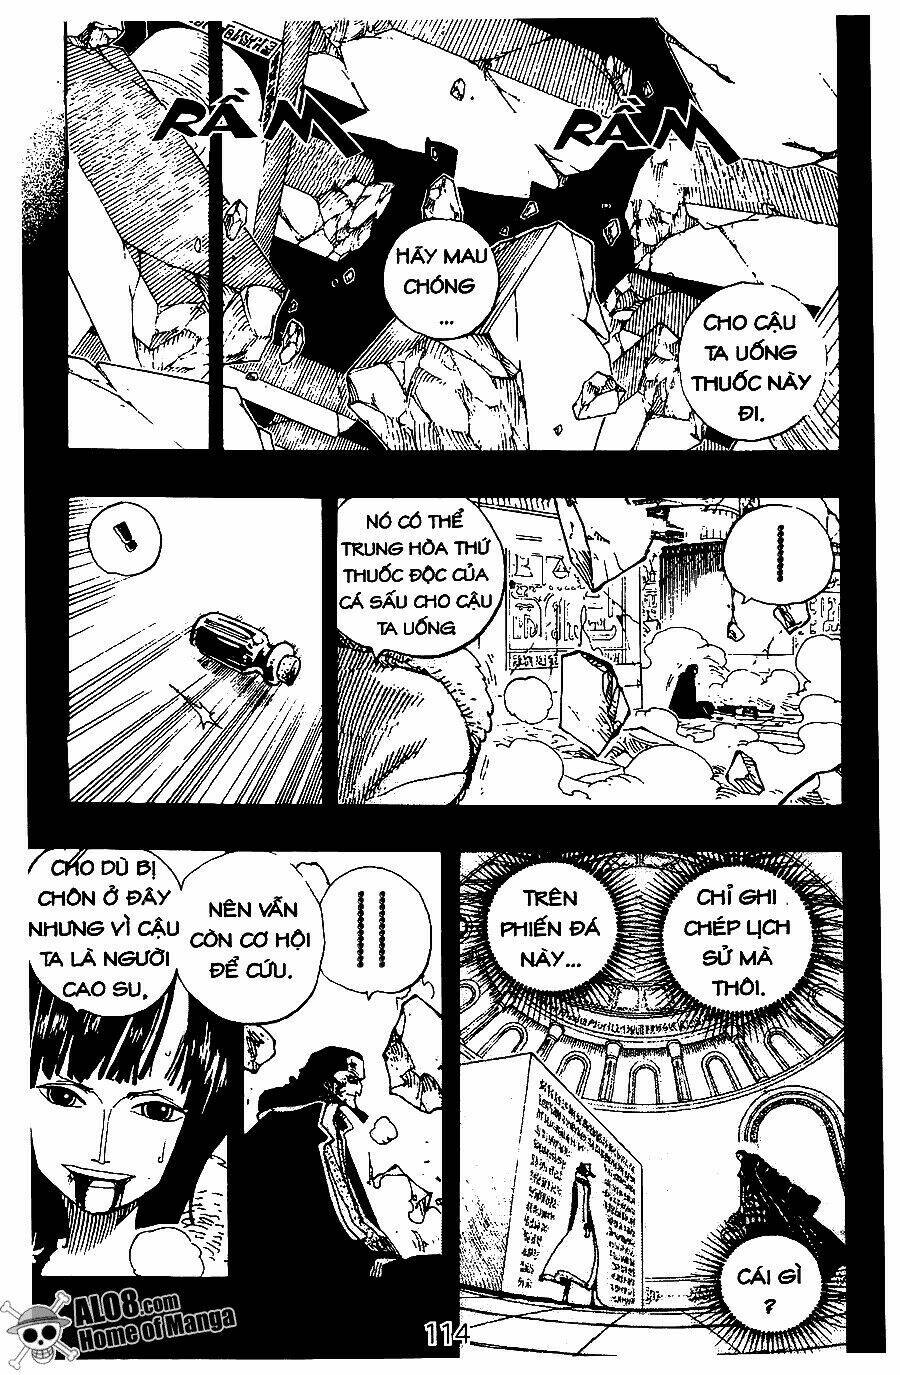 RẦM
RẦM
HÃY MAU
CHÓNG
...
CHO CẬU
TA UỐNG
THUỐC NÀY
ĐI.
!
NÓ CÓ THỂ
TRUNG HÒA THỨ
THUỐC ĐỘC CỦA
CÁ SẤU CHO CẬU
TA UỐNG.
CHO DÙ BỊ
CHÔN Ở ĐÂY
NHƯNG VÌ CẬU
TA LÀ NGƯỜI
CAO SU.
NÊN VẪN
CÒN CƠ HỘI
ĐỂ CỨU.
TRÊN
PHIẾN ĐÁ
NÀY...
CHỈ GHI
CHÉP LỊCH
SỬ MÀ
THÔI.
CÁI GÌ
?
ALO8.com
Home of Manga
114